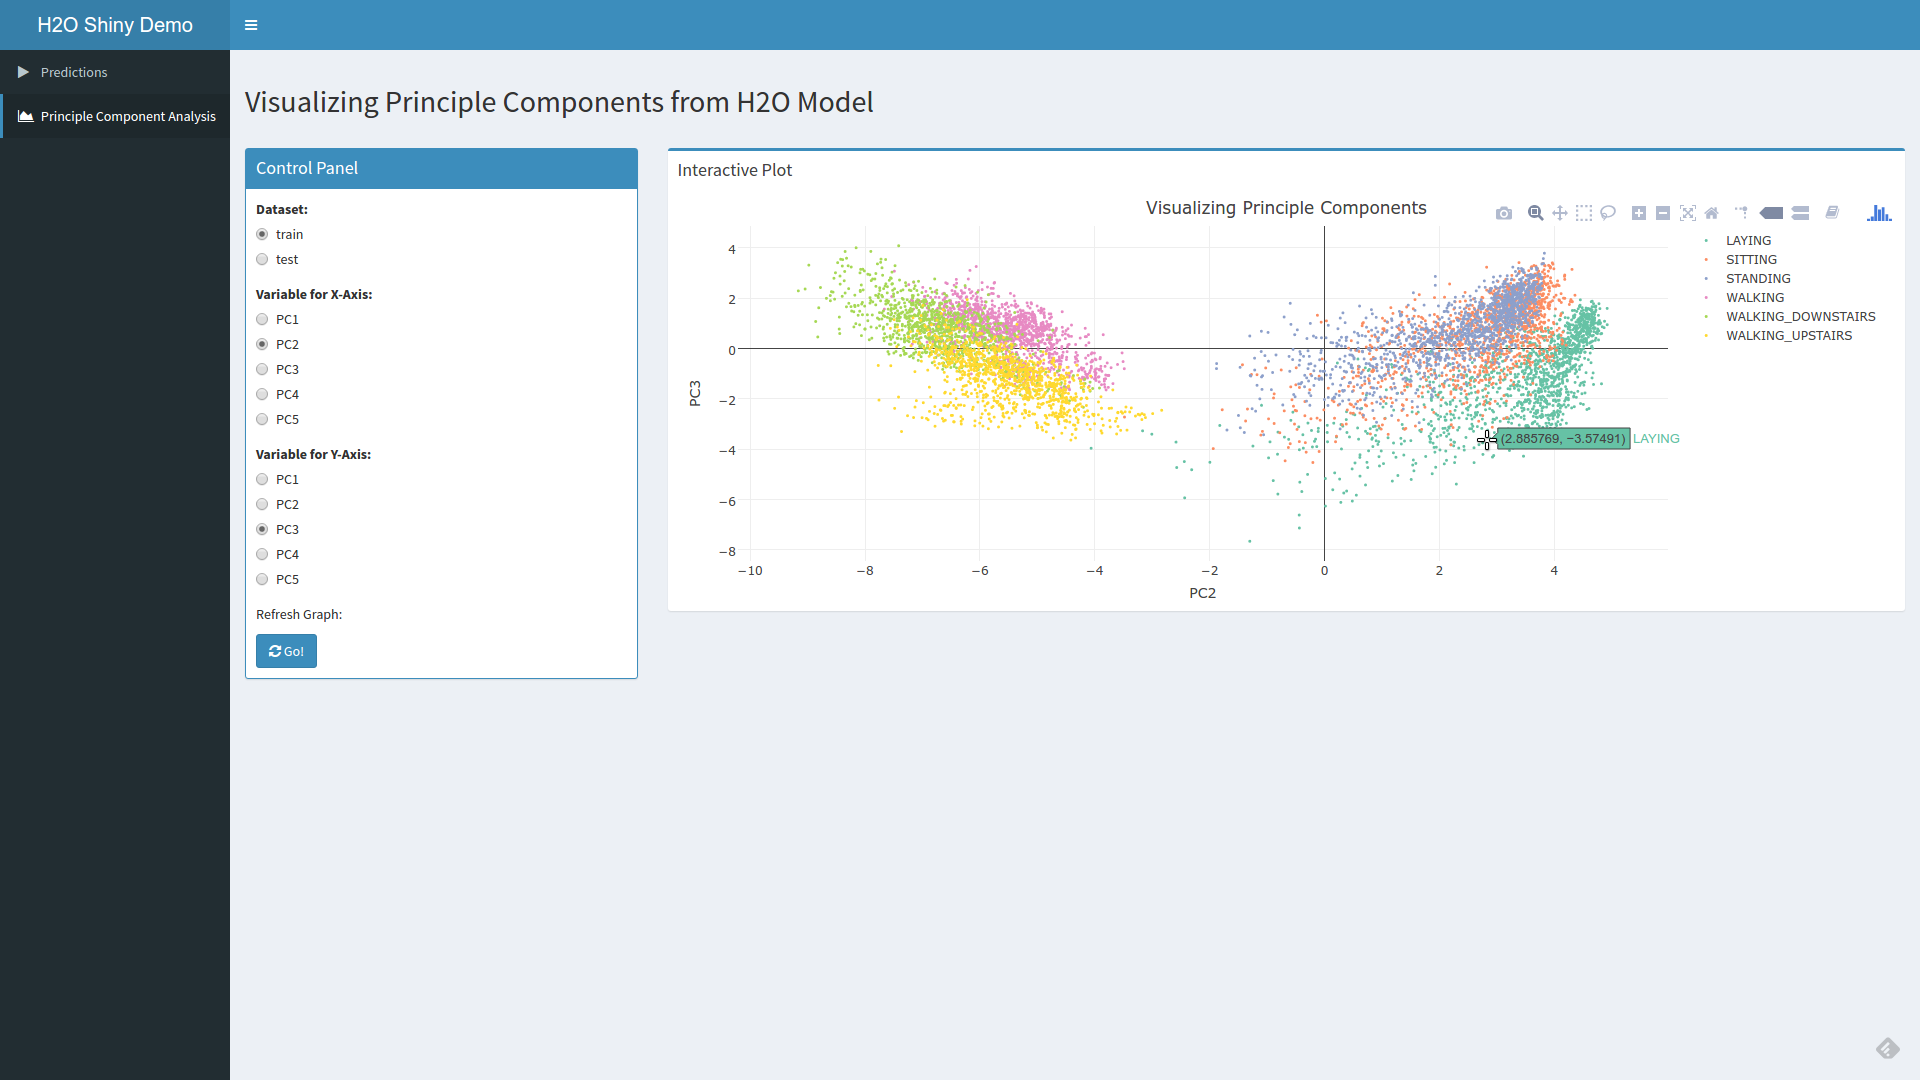 H2O Shiny Demo
Predictions
Principle Component Analysis
Visualizing Principle Components from H2O Model
Control Panel
Dataset:
train
test
Variable for X-Axis:
PC1
PC2
PC3
PC4
PC5
Variable for Y-Axis:
PC1
PC2
PC3
PC4
PC5
Refresh Graph:
Go!
Interactive Plot
Visualizing Principle Components
4
2
0
−2
−4
−6
−8
PC3
−10 −8 −6 −4 −2 0 2 4
PC2
(2.885769, −3.57491) LAYING
LAYING
SITTING
STANDING
WALKING
WALKING_DOWNSTAIRS
WALKING_UPSTAIRS